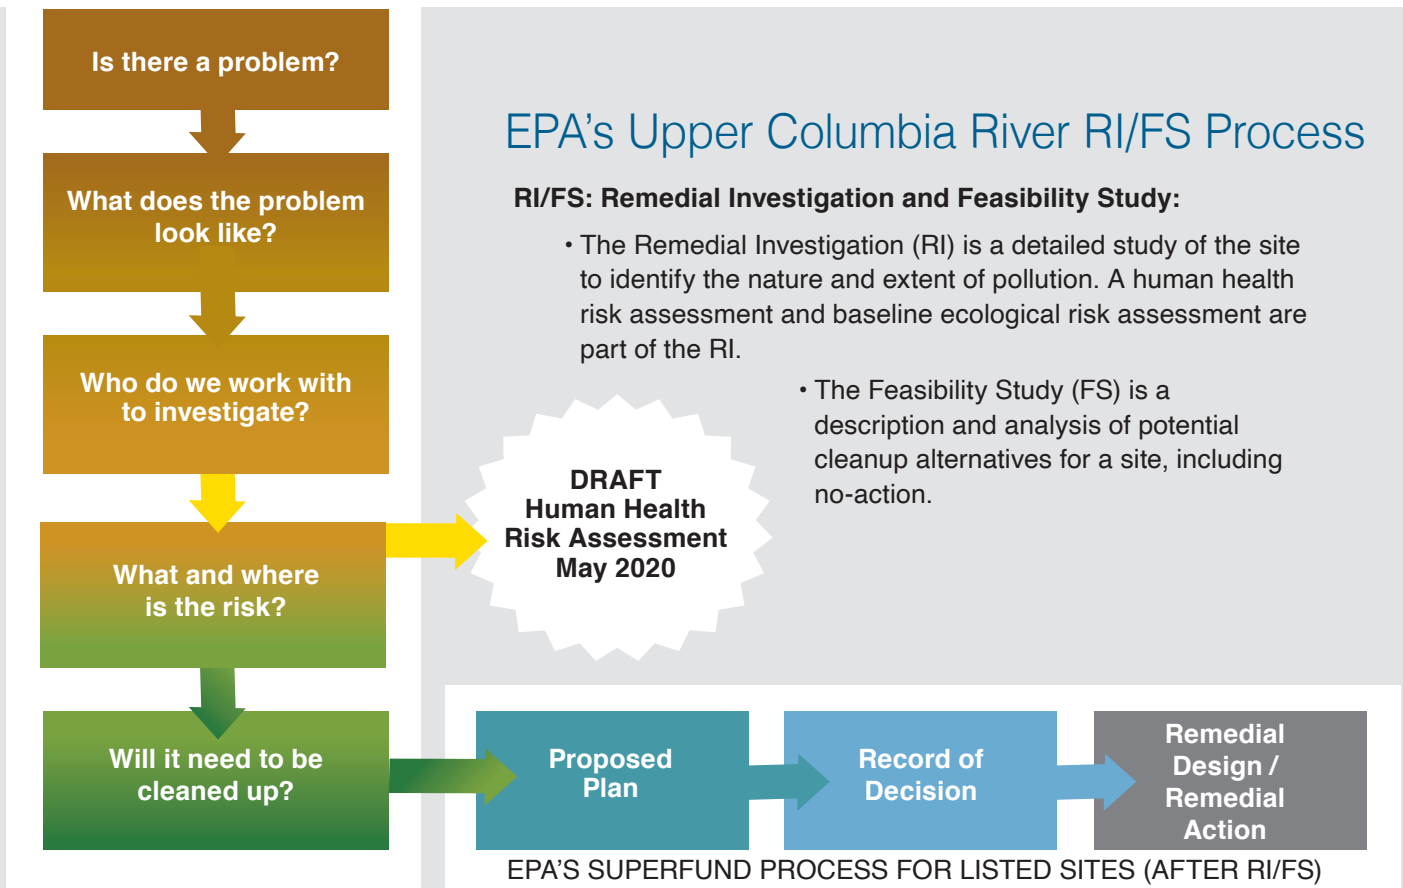 Is there a problem?
What does the problem
look like?
Who do we work with
to investigate?
What and where
is the risk?
Will it need to be
cleaned up?
EPA's Upper Columbia River RI/FS Process
RI/FS: Remedial Investigation and Feasibility Study:
• The Remedial Investigation (RI) is a detailed study of the site
to identify the nature and extent of pollution. A human health
risk assessment and baseline ecological risk assessment are
part of the RI.
• The Feasibility Study (FS) is a
description and analysis of potential
cleanup alternatives for a site, including
no-action.
DRAFT
Human Health
Risk Assessment
May 2020
Proposed
Plan
Record of
Decision
Remedial
Design /
Remedial
Action
EPA'S SUPERFUND PROCESS FOR LISTED SITES (AFTER RI/FS)